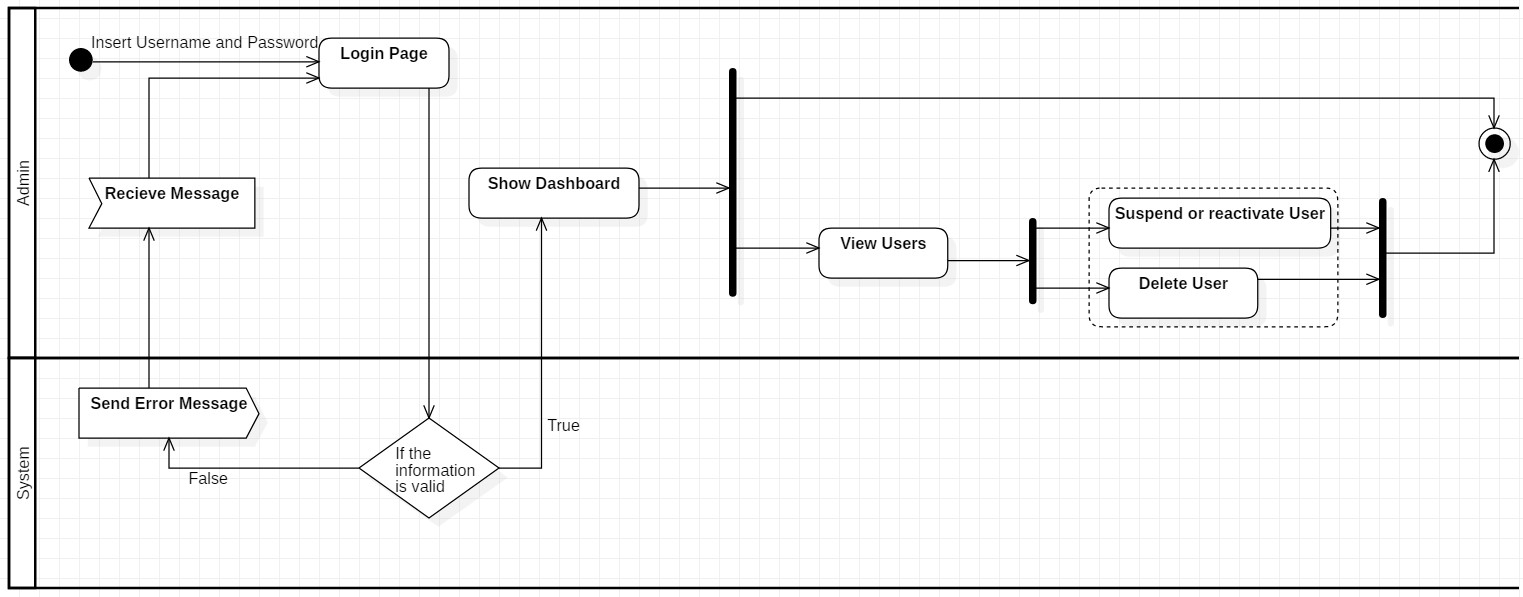 Admin
Insert Username and Password
Login Page
Recieve Message
Show Dashboard
View Users
Suspend or reactivate User
Delete User
System
Send Error Message
False
If the
information
is valid
True